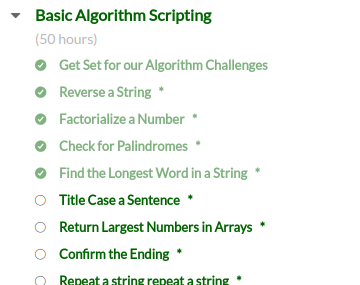 Basic Algorithm Scripting
(50 hours)
Get Set for our Algorithm Challenges
Reverse a String *
Factorialize a Number *
Check for Palindromes *
Find the Longest Word in a String *
Title Case a Sentence *
Return Largest Numbers in Arrays *
Confirm the Ending *
Repeat a string repeat a string *